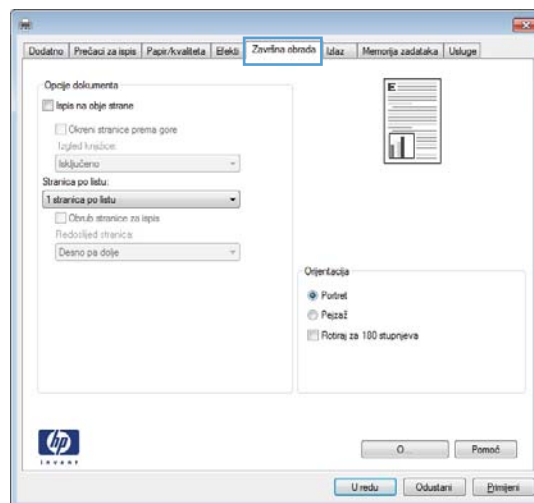 Dodatno Prečaci za ispis Papir/kvaliteta Efekti Završna obrada Izlaz Memorija zadataka Usluge
Opcije dokumenta
Ispis na obje strane
Okreni stranice prema gore
Izgled knjižice:
Isključeno
Stranica po listu:
1 stranica po listu
Obrub stranice za ispis
Redoslijed stranica:
Desno pa dolje
E
Orijentacija
Portret
Pejzaž
Rotiraj za 180 stupnjeva
hp
invent
O... Pomoć
U redu Odustani Primijeni